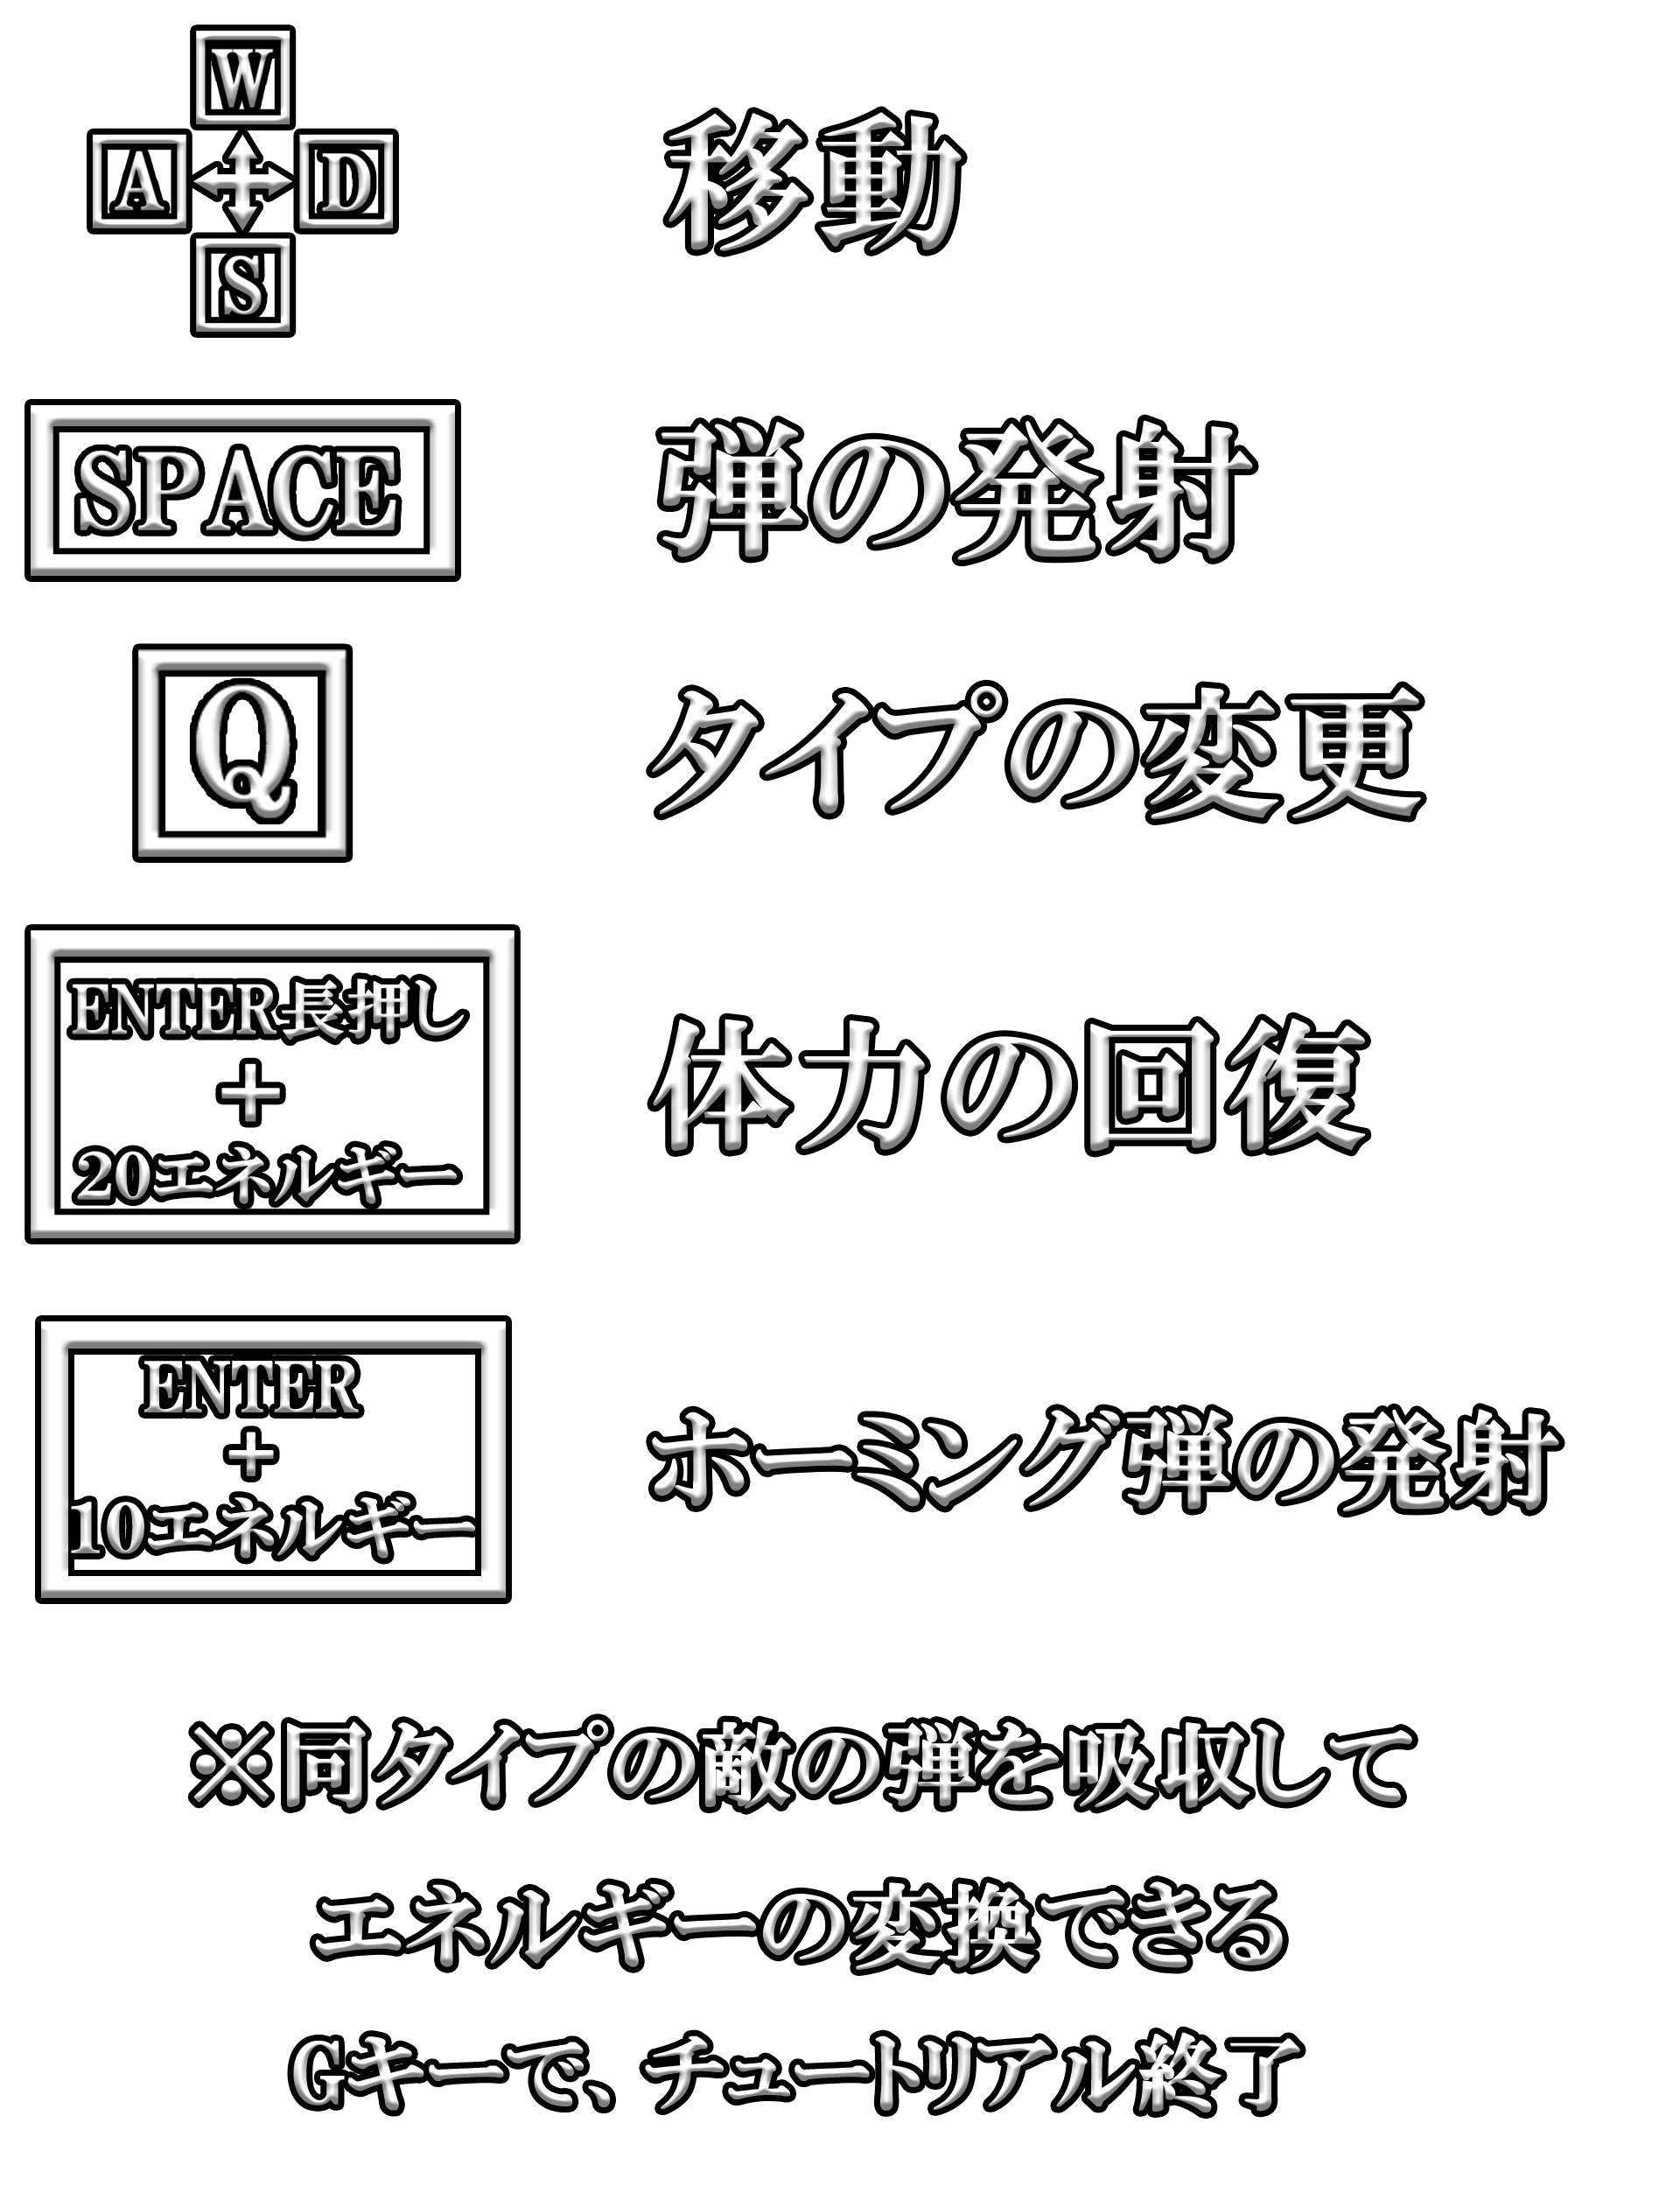 W
A D
S
移動
SPACE
弾の発射
Q
タイプの変更
ENTER長押し
+
20エネルギー
体力の回復
ENTER
+
10エネルギー
ホーミング弾の発射
※同タイプの敵の弾を吸収して
エネルギーの変換できる
Gキーで、チュートリアル終了